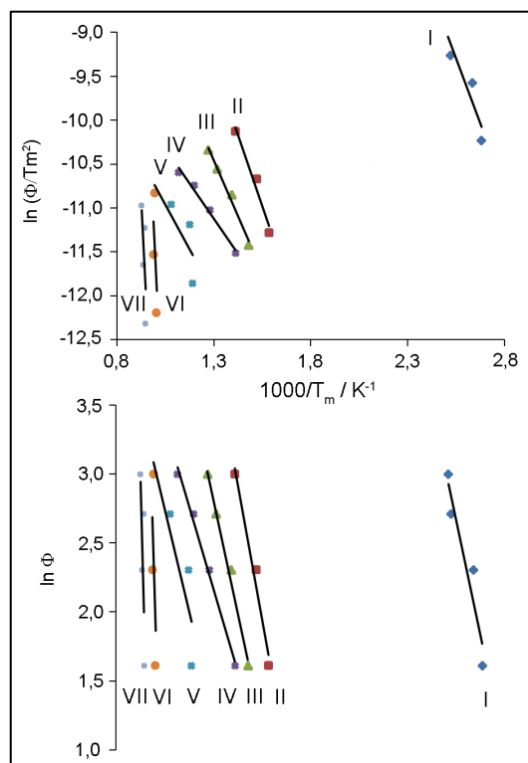 -9,0
-9,5
-10,0
-10,5
-11,0
-11,5
-12,0
-12,5
ln (Φ/Tm²)
I
II
III
IV
V
VI
VII
0,8 1,3 1,8 2,3 2,8
1000/Tm / K⁻¹
3,5
3,0
2,5
2,0
1,5
1,0
ln Φ
VII VI V IV III II I